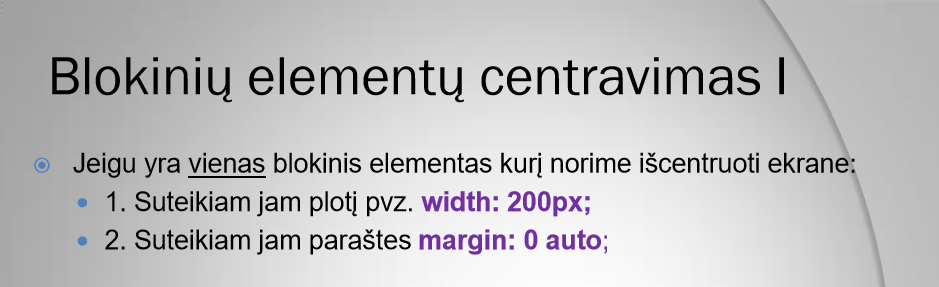 Blokinių elementų centravimas I
Jeigu yra vienas blokinis elementas kurį norime išcentruoti ekrane:
1. Suteikiam jam plotį pvz. width: 200px;
2. Suteikiam jam paraštes margin: 0 auto;